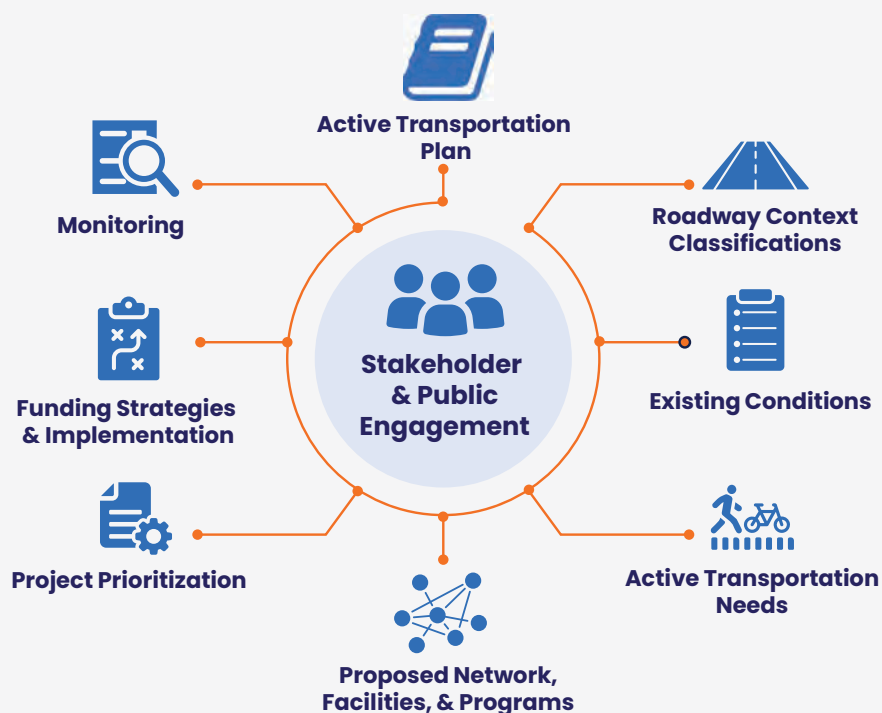 Active Transportation
Plan
Monitoring
Roadway Context
Classifications
Stakeholder
& Public
Engagement
Funding Strategies
& Implementation
Existing Conditions
Project Prioritization
Active Transportation
Needs
Proposed Network,
Facilities, & Programs